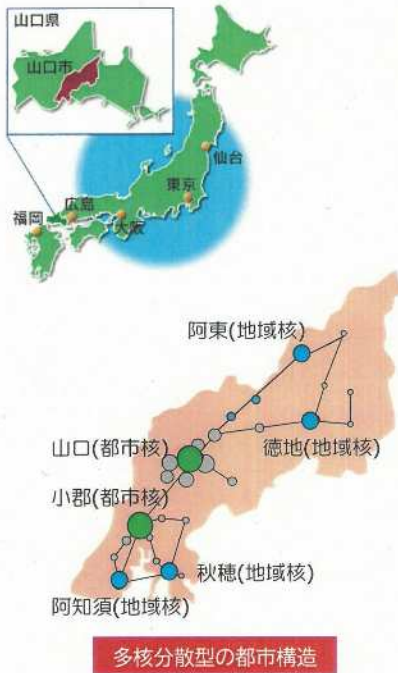 山口県
山口市
仙台
東京
広島
福岡
大阪
阿東(地域核)
徳地(地域核)
山口(都市核)
小郡(都市核)
秋穂(地域核)
阿知須(地域核)
多核分散型の都市構造